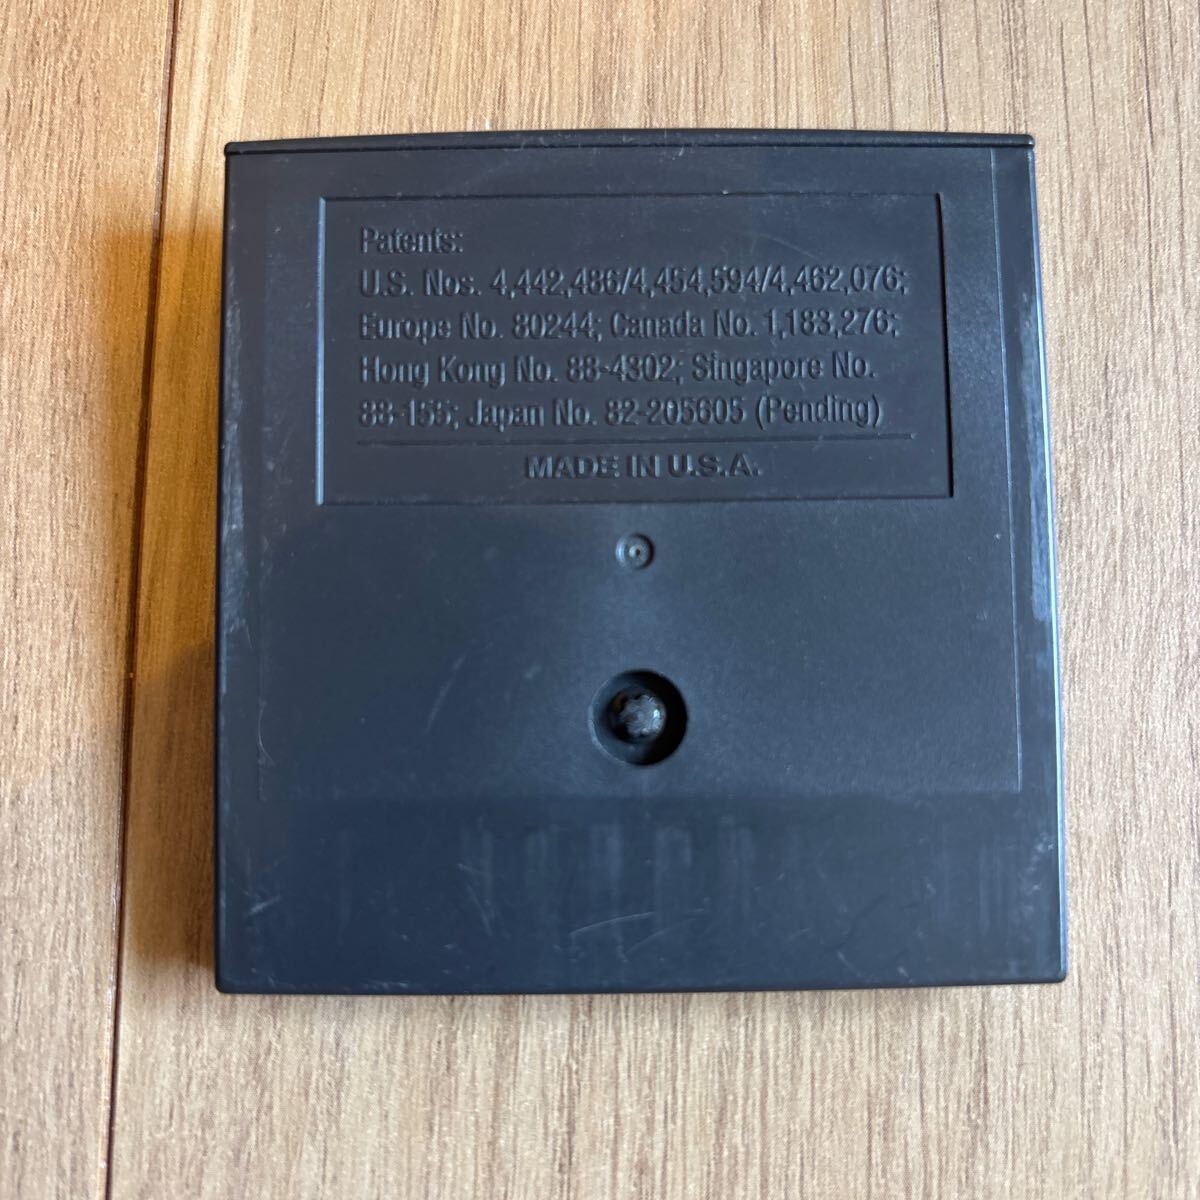 Patents:
U.S. Nos. 4,442,486/4,454,594/4,462,076;
Europe No. 80244; Canada No. 1,183,276;
Hong Kong No. 88-4302; Singapore No.
88-155; Japan No. 82-205605 (Pending)
MADE IN U.S.A.